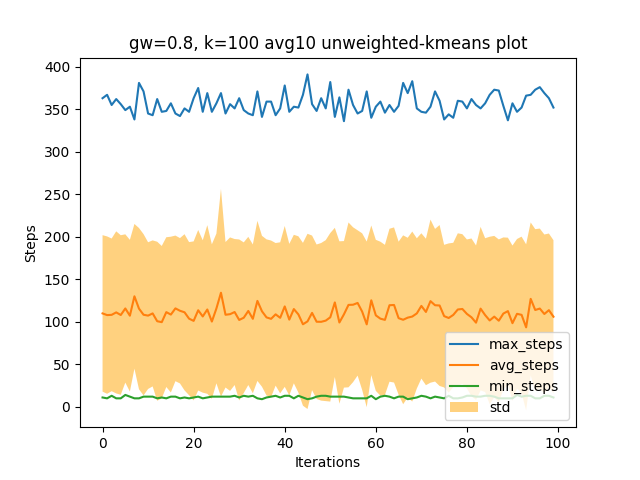 gw=0.8, k=100 avg10 unweighted-kmeans plot
400
350
300
250
200
150
100
50
0
Steps
max_steps
avg_steps
min_steps
std
0 20 40 60 80 100
Iterations